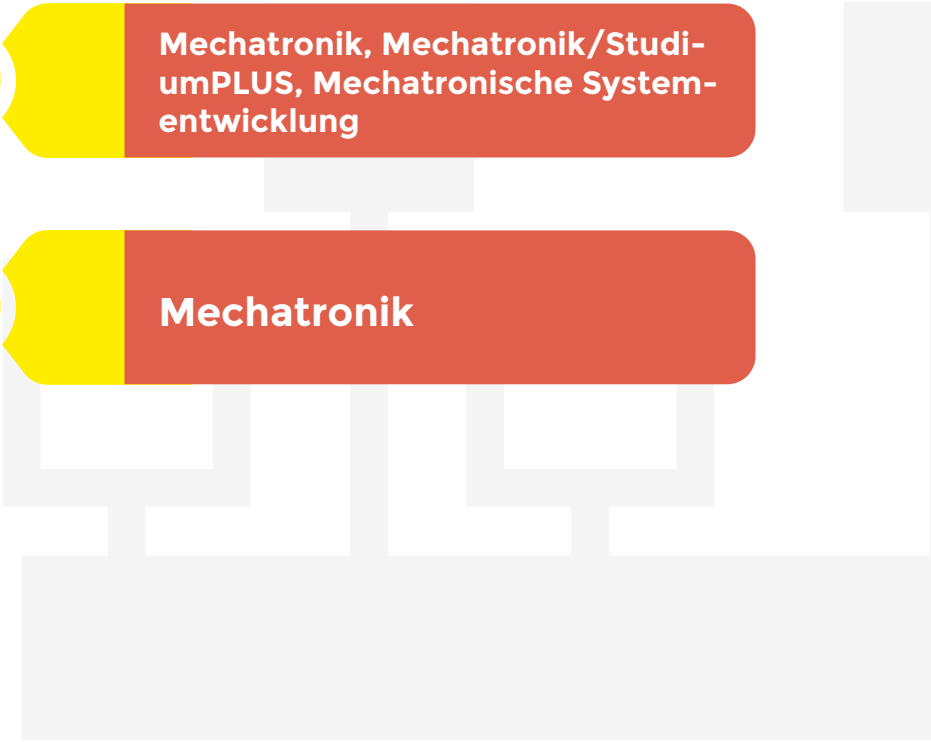 Mechatronik, Mechatronik/Studi-
umPLUS, Mechatronische System-
entwicklung
Mechatronik